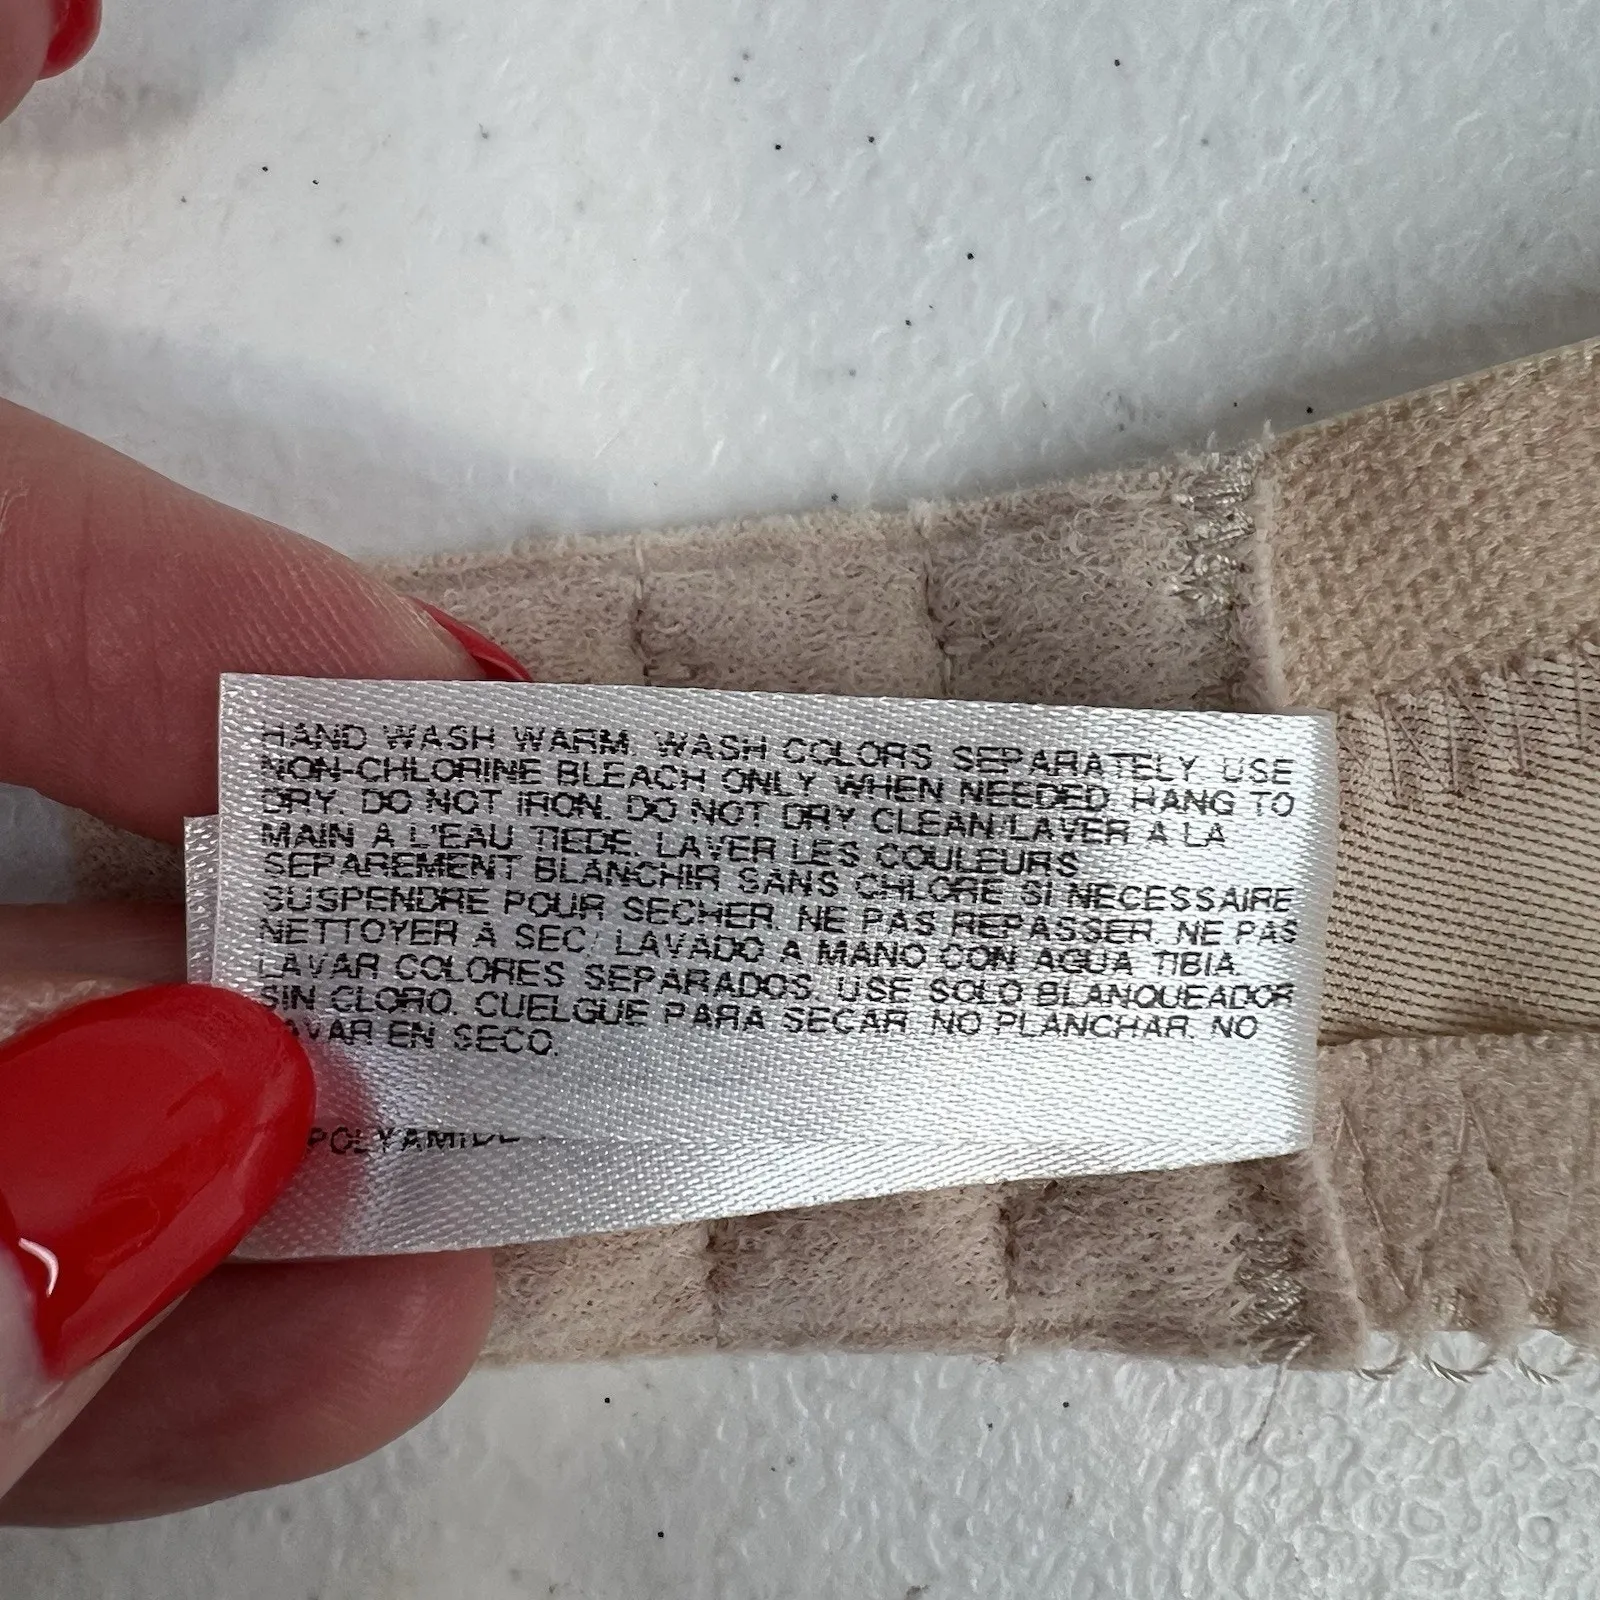 HAND WASH WARM. WASH COLORS SEPARATELY. USE
NON-CHLORINE BLEACH ONLY WHEN NEEDED. HANG TO
DRY. DO NOT IRON. DO NOT DRY CLEAN/LAVER A LA
MAIN A L'EAU TIEDE. LAVER LES COULEURS
SEPAREMENT BLANCHIR SANS CHLORE SI NECESSAIRE
SUSPENDRE POUR SECHER. NE PAS REPASSER. NE PAS
NETTOYER A SEC/ LAVADO A MANO CON AGUA TIBIA.
LAVAR COLORES SEPARADOS. USE SOLO BLANQUEADOR
SIN CLORO. CUELGUE PARA SECAR. NO PLANCHAR. NO
AVAR EN SECO.
POLYAMIDE